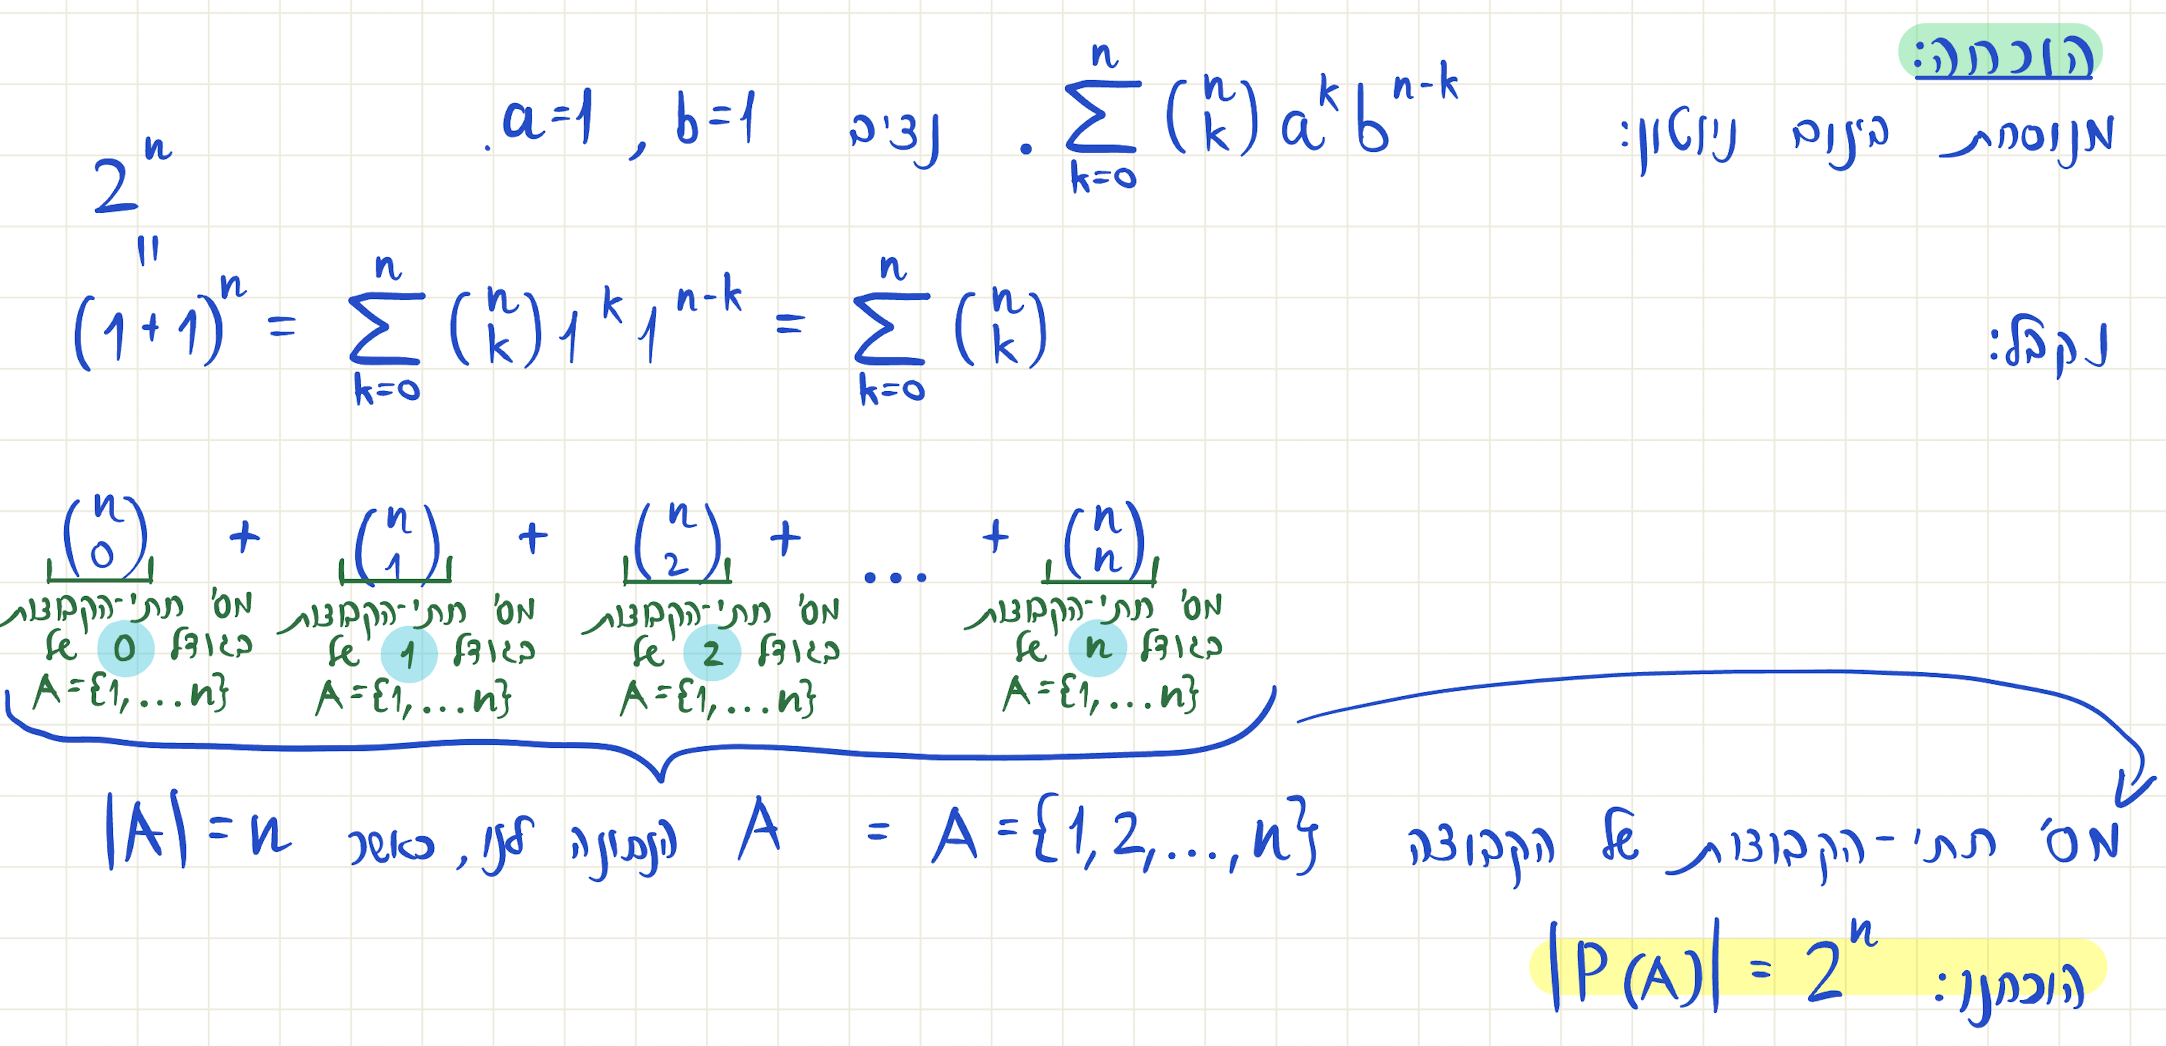 הוכחה:
מנוסחת בינום ניוטון: \sum_{k=0}^{n} \binom{n}{k} a^k b^{n-k} . נציב a=1 , b=1 .
2^n
=
נקבל: (1+1)^n = \sum_{k=0}^{n} \binom{n}{k} 1^k 1^{n-k} = \sum_{k=0}^{n} \binom{n}{k}
\binom{n}{0} + \binom{n}{1} + \binom{n}{2} + ... + \binom{n}{n}
מס' תתי-הקבוצות בגודל 0 של A={1,...n}
מס' תתי-הקבוצות בגודל 1 של A={1,...n}
מס' תתי-הקבוצות בגודל 2 של A={1,...n}
מס' תתי-הקבוצות בגודל n של A={1,...n}
מס' תתי-הקבוצות של הקבוצה A={1,2,...,n} = A הנתונה לנו, כאשר |A|=n
הוכחנו: |P(A)| = 2^n